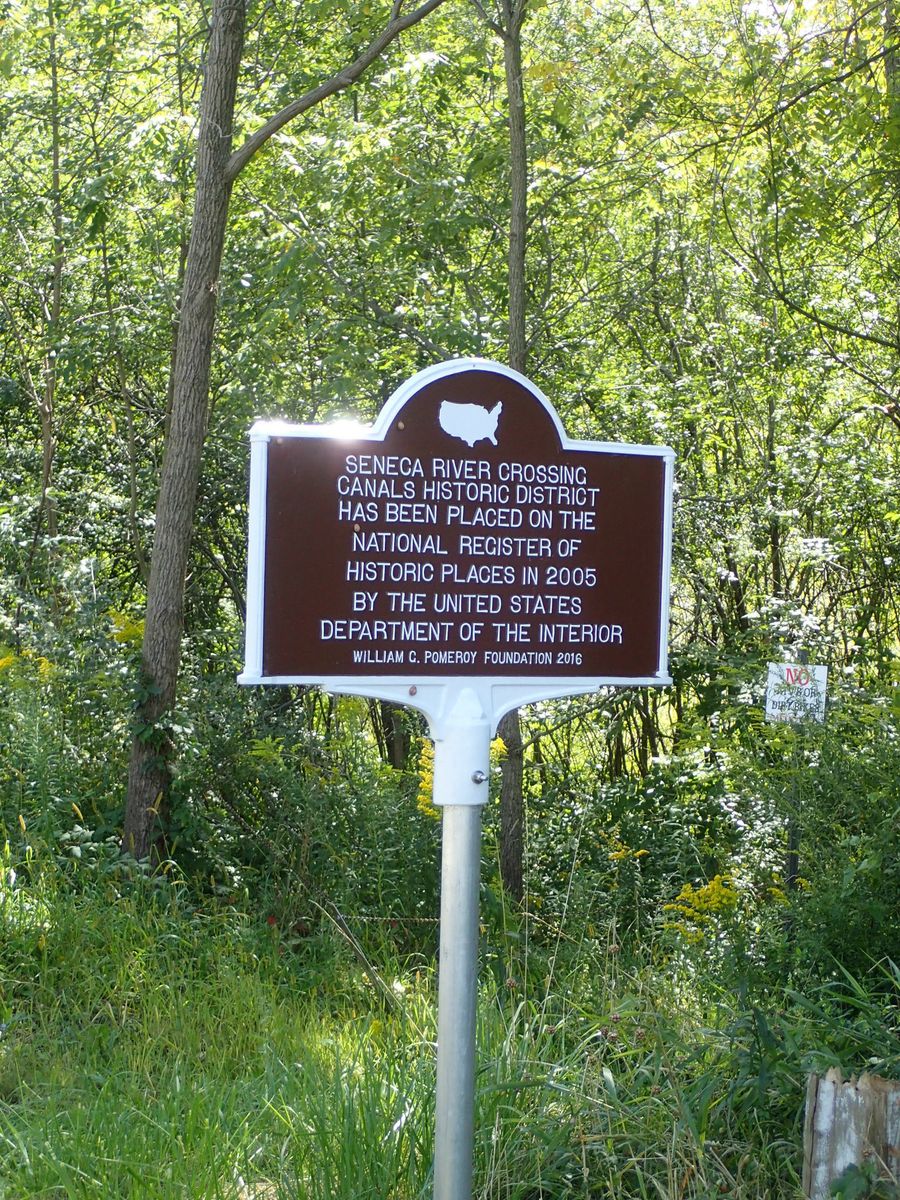 SENECA RIVER CROSSING
CANALS HISTORIC DISTRICT
HAS BEEN PLACED ON THE
NATIONAL REGISTER OF
HISTORIC PLACES IN 2005
BY THE UNITED STATES
DEPARTMENT OF THE INTERIOR
WILLIAM G. POMEROY FOUNDATION 2016
NO